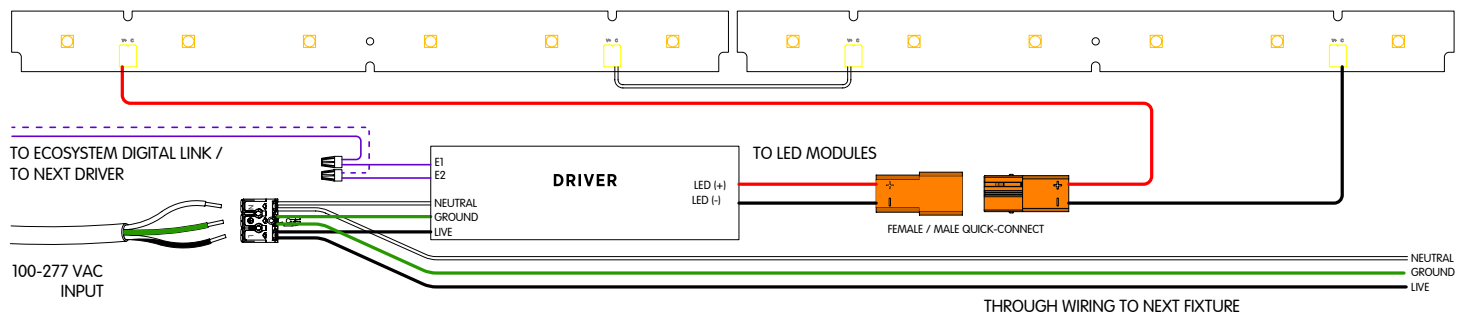 TO ECOSYSTEM DIGITAL LINK /
TO NEXT DRIVER
E1
E2
DRIVER
TO LED MODULES
LED (+)
LED (-)
+
+
NEUTRAL
GROUND
LIVE
FEMALE / MALE QUICK-CONNECT
100-277 VAC
INPUT
NEUTRAL
GROUND
LIVE
THROUGH WIRING TO NEXT FIXTURE